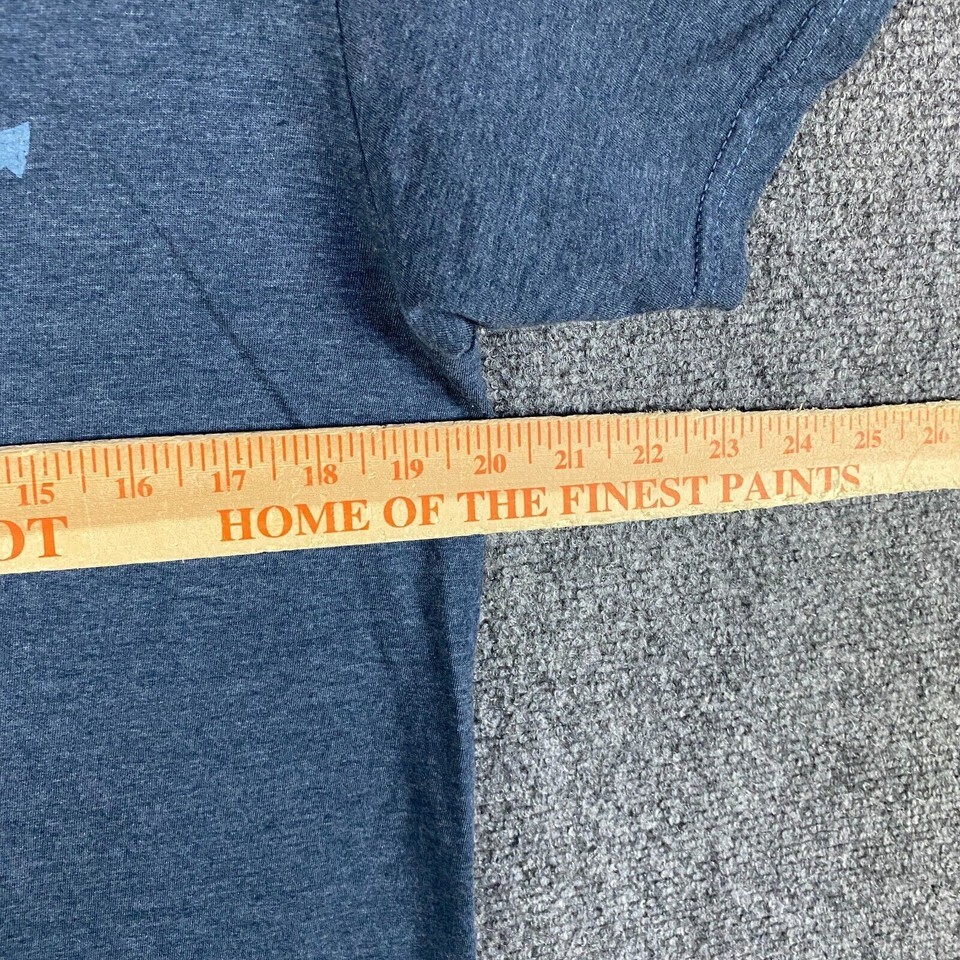 15 16 17 18 19 20 21 22 23 24 25 26
OT HOME OF THE FINEST PAINTS